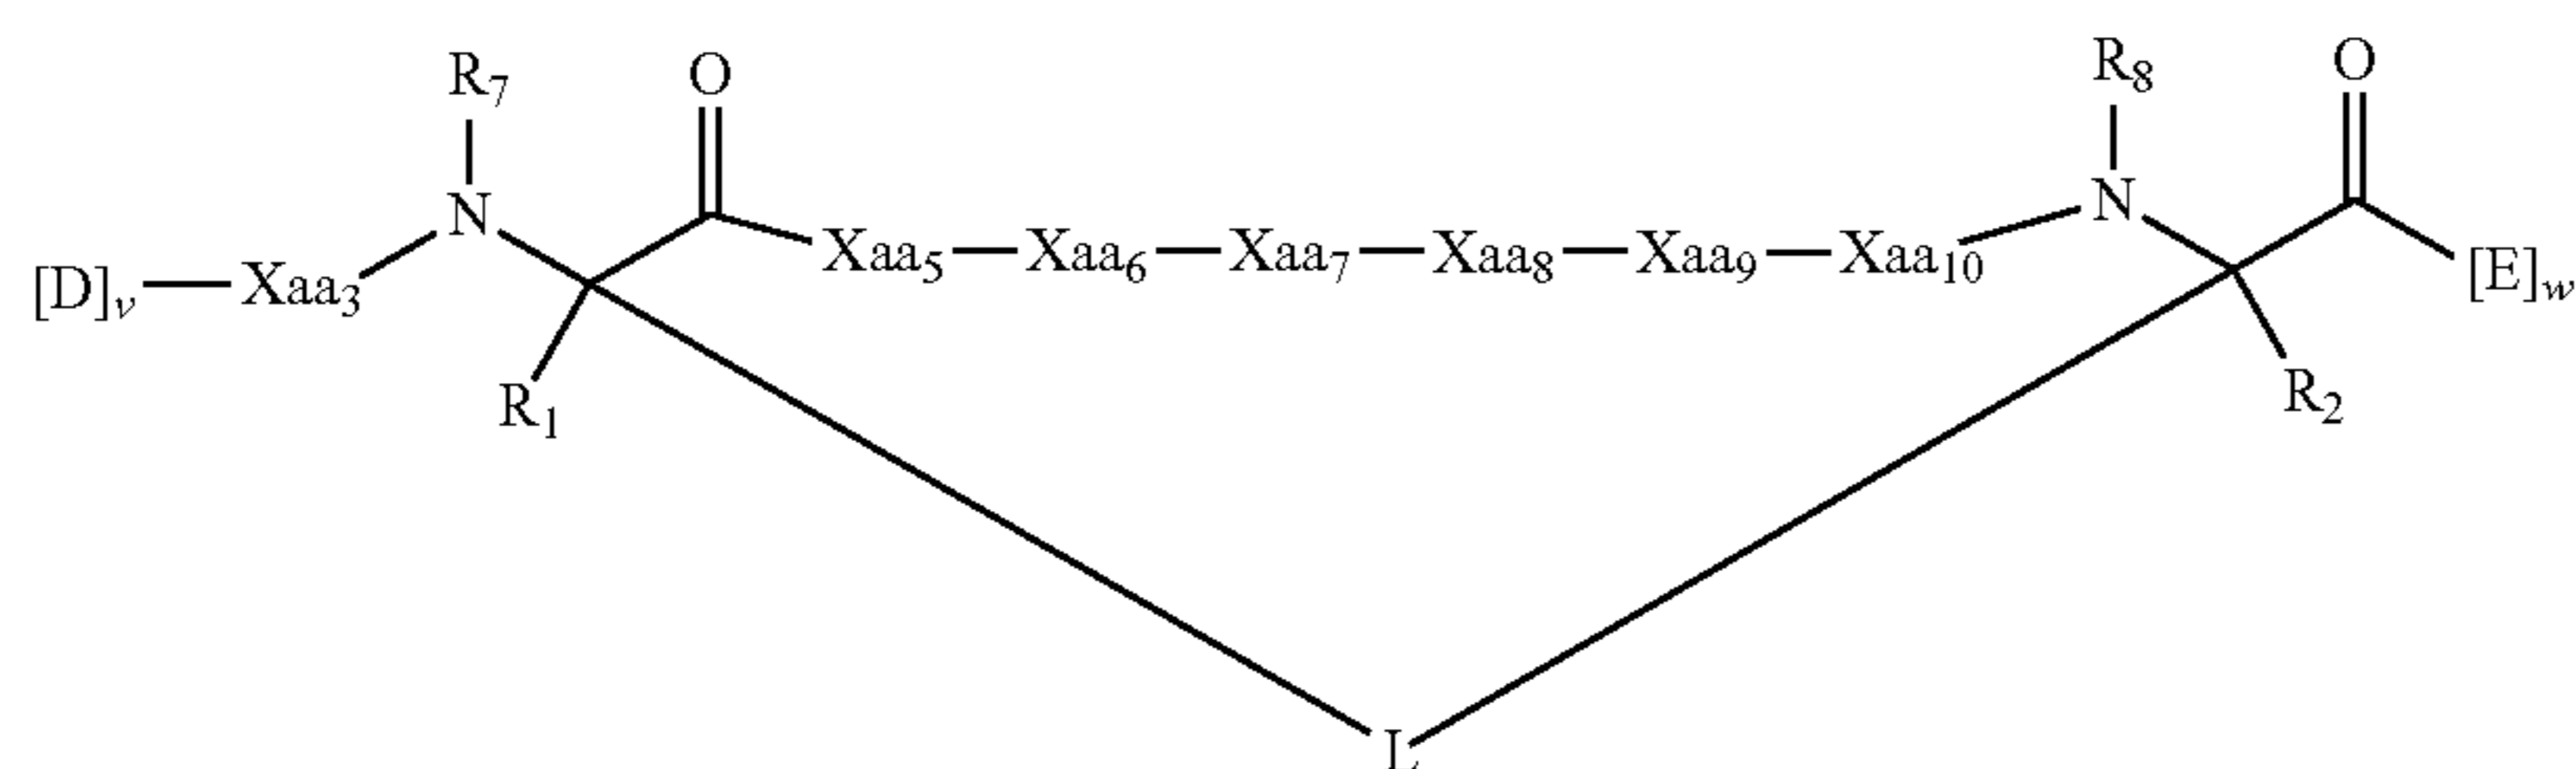 R7 O R8 O
N N
[D]v Xaa3 Xaa5 Xaa6 Xaa7 Xaa8 Xaa9 Xaa10 [E]w
R1 R2
L